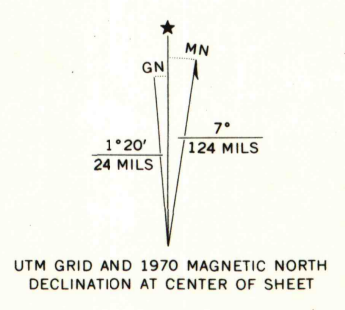 ★
MN
GN
1°20'
24 MILS
7°
124 MILS
UTM GRID AND 1970 MAGNETIC NORTH
DECLINATION AT CENTER OF SHEET